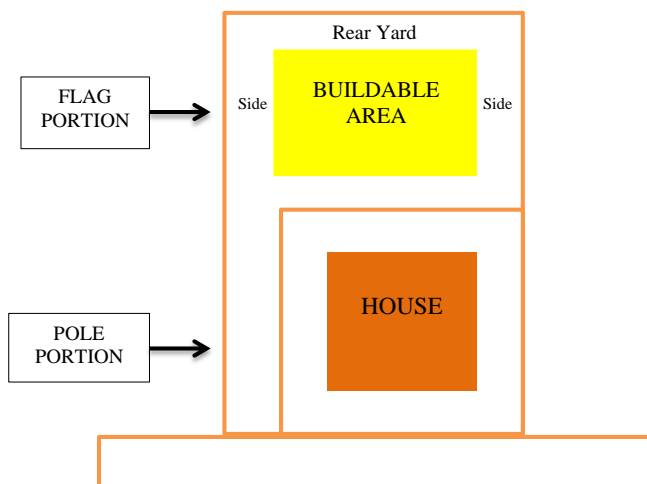 Rear Yard
FLAG
PORTION
Side
BUILDABLE
AREA
Side
HOUSE
POLE
PORTION